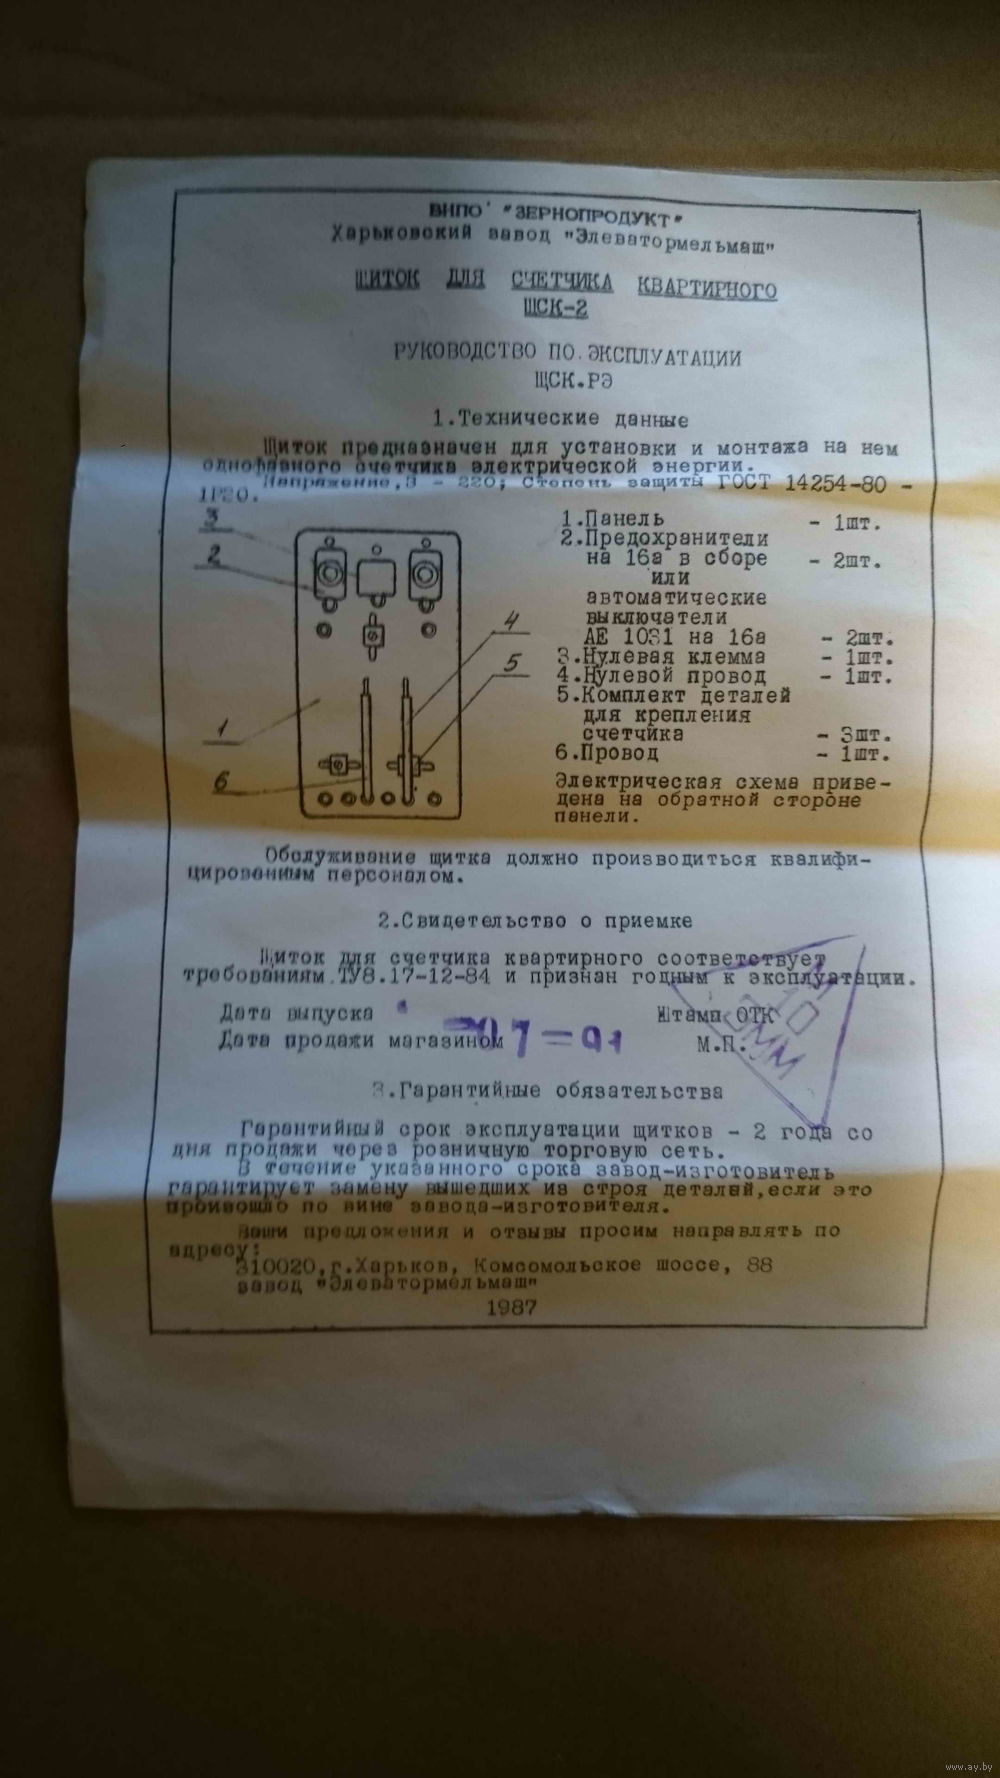 ВНПО "ЗЕРНОПРОДУКТ"
Харьковский завод "Элеватормельмаш"
ЩИТОК ДЛЯ СЧЕТЧИКА КВАРТИРНОГО
ЩСК-2
РУКОВОДСТВО ПО ЭКСПЛУАТАЦИИ
ЩСК.РЭ
1.Технические данные
Щиток предназначен для установки и монтажа на нем
однофазного счетчика электрической энергии.
Напряжение,В - 220; Степень защиты ГОСТ 14254-80 -
1Р20.
3
2
1
6
4
5
1.Панель - 1шт.
2.Предохранители
на 16а в сборе - 2шт.
или
автоматические
выключатели
АЕ 1031 на 16а - 2шт.
3.Нулевая клемма - 1шт.
4.Нулевой провод - 1шт.
5.Комплект деталей
для крепления
счетчика - 3шт.
6.Провод - 1шт.
Электрическая схема приве-
дена на обратной стороне
панели.
Обслуживание щитка должно производиться квалифи-
цированным персоналом.
2.Свидетельство о приемке
Щиток для счетчика квартирного соответствует
требованиям ТУ8.17-12-84 и признан годным к эксплуатации.
Дата выпуска Штамп ОТК
Дата продажи магазином М.П.
3.Гарантийные обязательства
Гарантийный срок эксплуатации щитков - 2 года со
дня продажи через розничную торговую сеть.
В течение указанного срока завод-изготовитель
гарантирует замену вышедших из строя деталей,если это
произошло по вине завода-изготовителя.
Ваши предложения и отзывы просим направлять по
адресу:
310020,г.Харьков, Комсомольское шоссе, 88
завод "Элеватормельмаш"
1987
www.ay.by